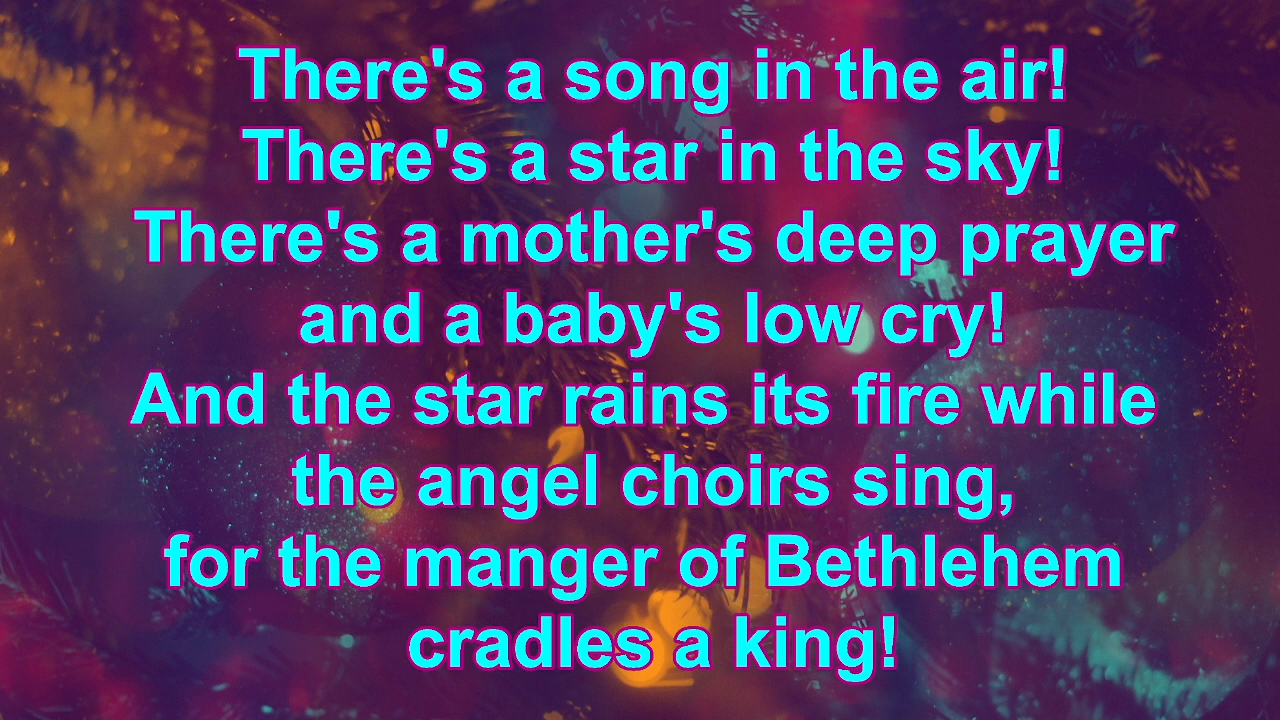 There's a song in the air!
There's a star in the sky!
There's a mother's deep prayer
and a baby's low cry!
And the star rains its fire while
the angel choirs sing,
for the manger of Bethlehem
cradles a king!